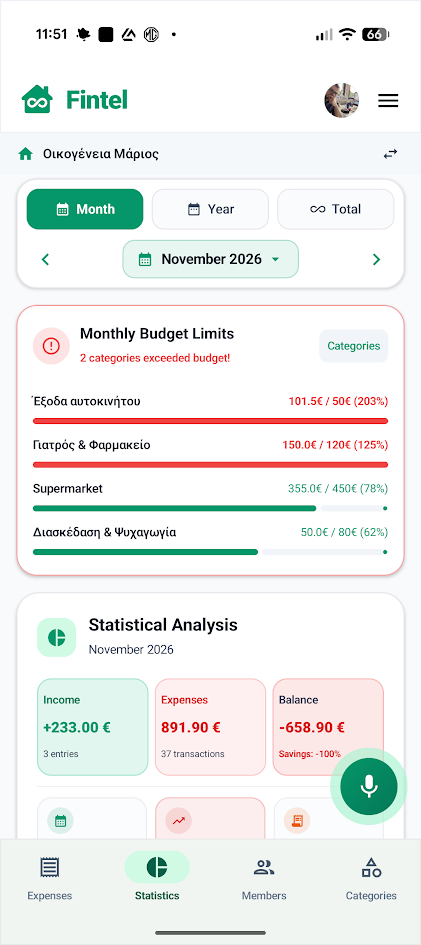 11:51
66
Fintel
Οικογένεια Μάριος
Month Year Total
November 2026
Monthly Budget Limits
2 categories exceeded budget!
Categories
Έξοδα αυτοκινήτου 101.5€ / 50€ (203%)
Γιατρός & Φαρμακείο 150.0€ / 120€ (125%)
Supermarket 355.0€ / 450€ (78%)
Διασκέδαση & Ψυχαγωγία 50.0€ / 80€ (62%)
Statistical Analysis
November 2026
Income Expenses Balance
+233.00 € 891.90 € -658.90 €
3 entries 37 transactions Savings: -100%
Expenses Statistics Members Categories